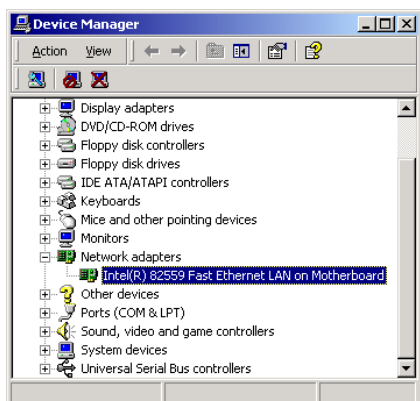 Device Manager
Action View
Display adapters
DVD/CD-ROM drives
Floppy disk controllers
Floppy disk drives
IDE ATA/ATAPI controllers
Keyboards
Mice and other pointing devices
Monitors
Network adapters
Intel(R) 82559 Fast Ethernet LAN on Motherboard
Other devices
Ports (COM & LPT)
Sound, video and game controllers
System devices
Universal Serial Bus controllers